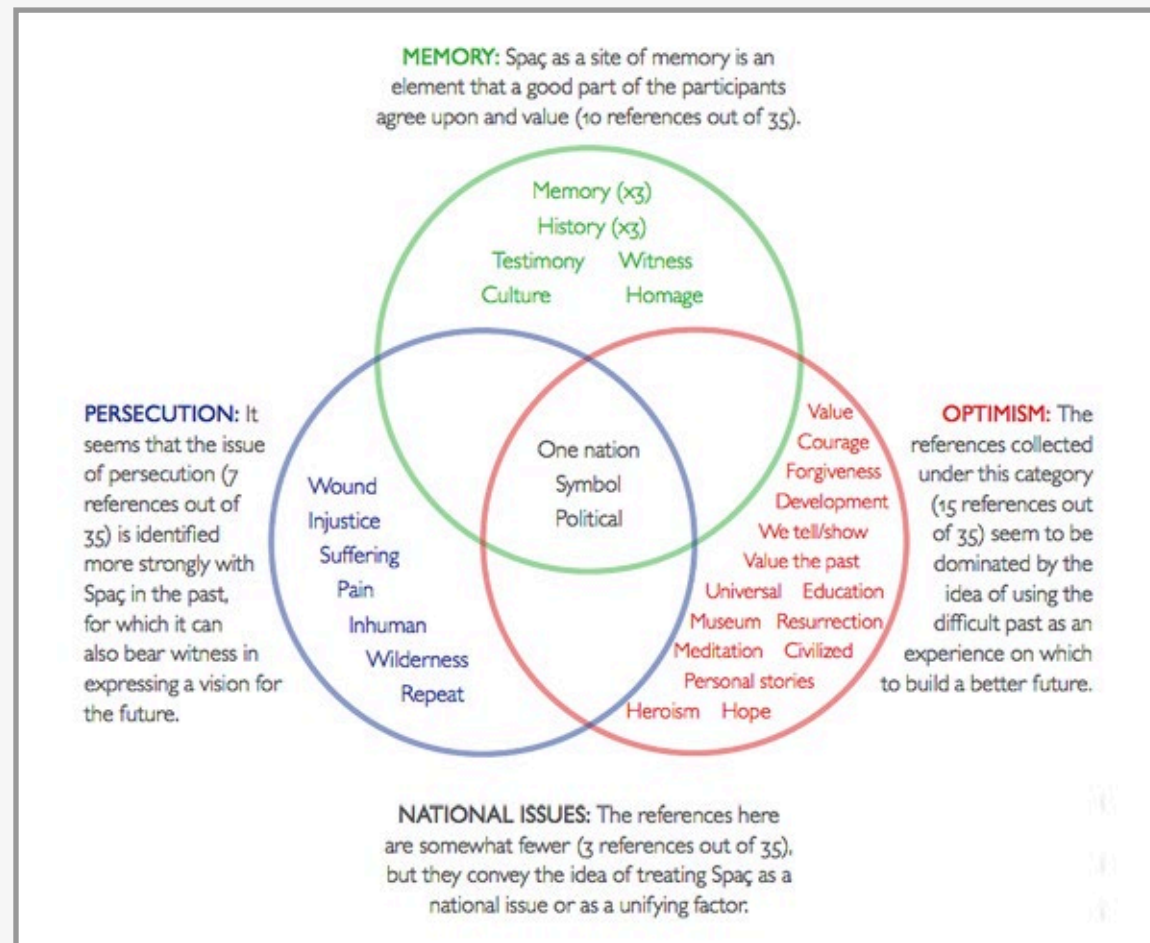 MEMORY: Spaç as a site of memory is an
element that a good part of the participants
agree upon and value (10 references out of 35).
Memory (x3)
History (x3)
Testimony Witness
Culture Homage
PERSECUTION: It
seems that the issue
of persecution (7
references out of
35) is identified
more strongly with
Spaç in the past,
for which it can
also bear witness in
expressing a vision for
the future.
Wound
Injustice
Suffering
Pain
Inhuman
Wilderness
Repeat
One nation
Symbol
Political
Value
Courage
Forgiveness
Development
We tell/show
Value the past
Universal Education
Museum Resurrection
Meditation Civilized
Personal stories
Heroism Hope
OPTIMISM: The
references collected
under this category
(15 references out
of 35) seem to be
dominated by the
idea of using the
difficult past as an
experience on which
to build a better future.
NATIONAL ISSUES: The references here
are somewhat fewer (3 references out of 35),
but they convey the idea of treating Spaç as a
national issue or as a unifying factor.